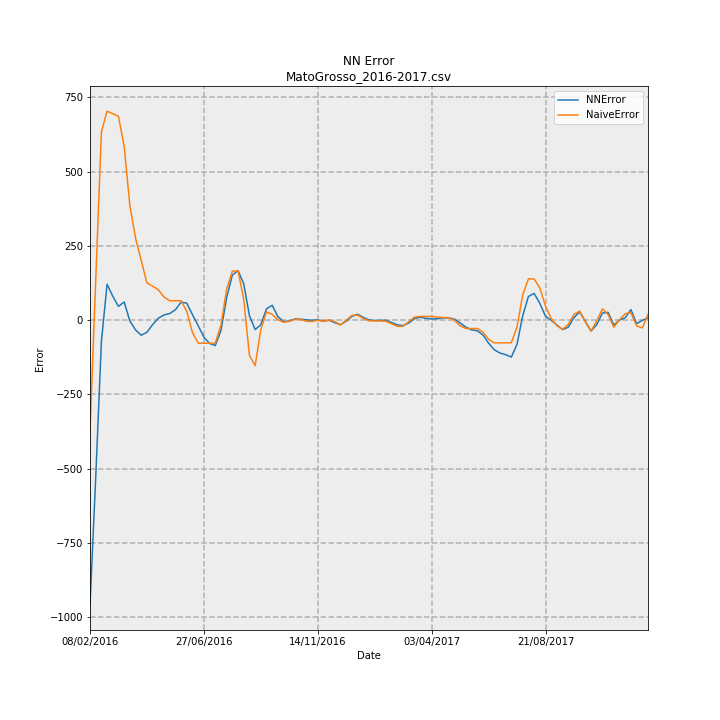 NN Error
MatoGrosso_2016-2017.csv
NNError
NaiveError
750
500
250
0
−250
−500
−750
−1000
Error
08/02/2016 27/06/2016 14/11/2016 03/04/2017 21/08/2017
Date